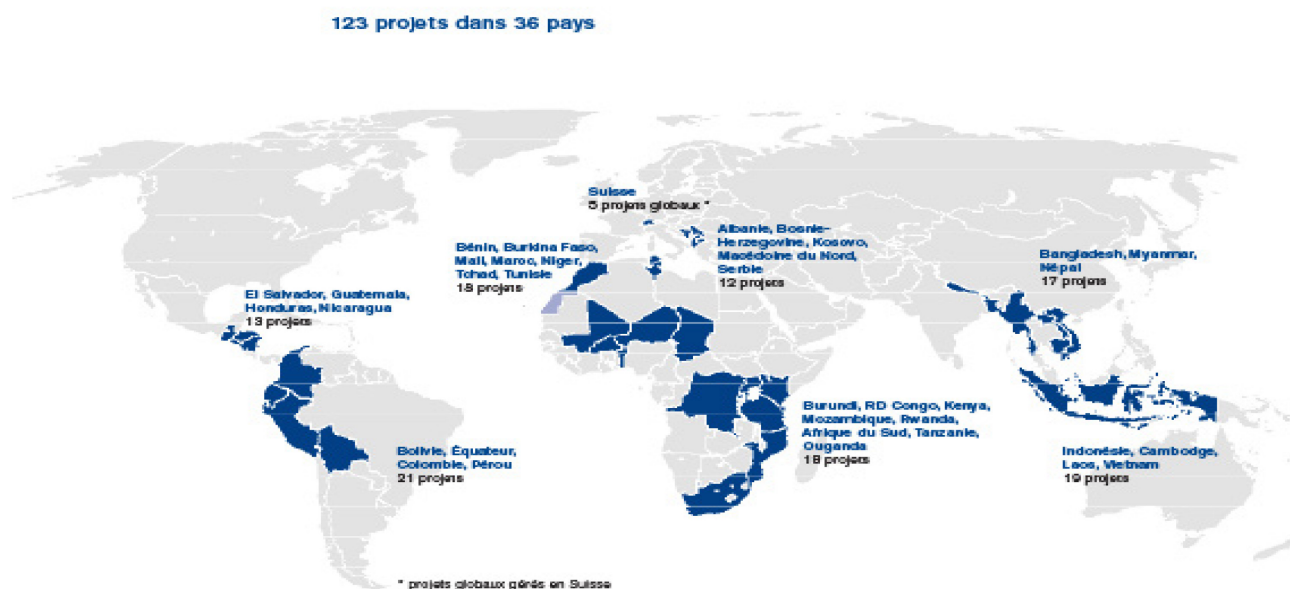 123 projets dans 36 pays
Suisse
5 projets globaux *
Albanie, Bosnie-
Herzegovine, Kosovo,
Macédoine du Nord,
Serbie
12 projets
Bénin, Burkina Faso,
Mali, Maroc, Niger,
Tchad, Tunisie
18 projets
Bangladesh, Myanmar,
Népal
17 projets
El Salvador, Guatemala,
Honduras, Nicaragua
13 projets
Burundi, RD Congo, Kenya,
Mozambique, Rwanda,
Afrique du Sud, Tanzanie,
Ouganda
18 projets
Bolivie, Équateur,
Colombie, Pérou
21 projets
Indonésie, Cambodge,
Laos, Vietnam
19 projets
* projets globaux gérés en Suisse